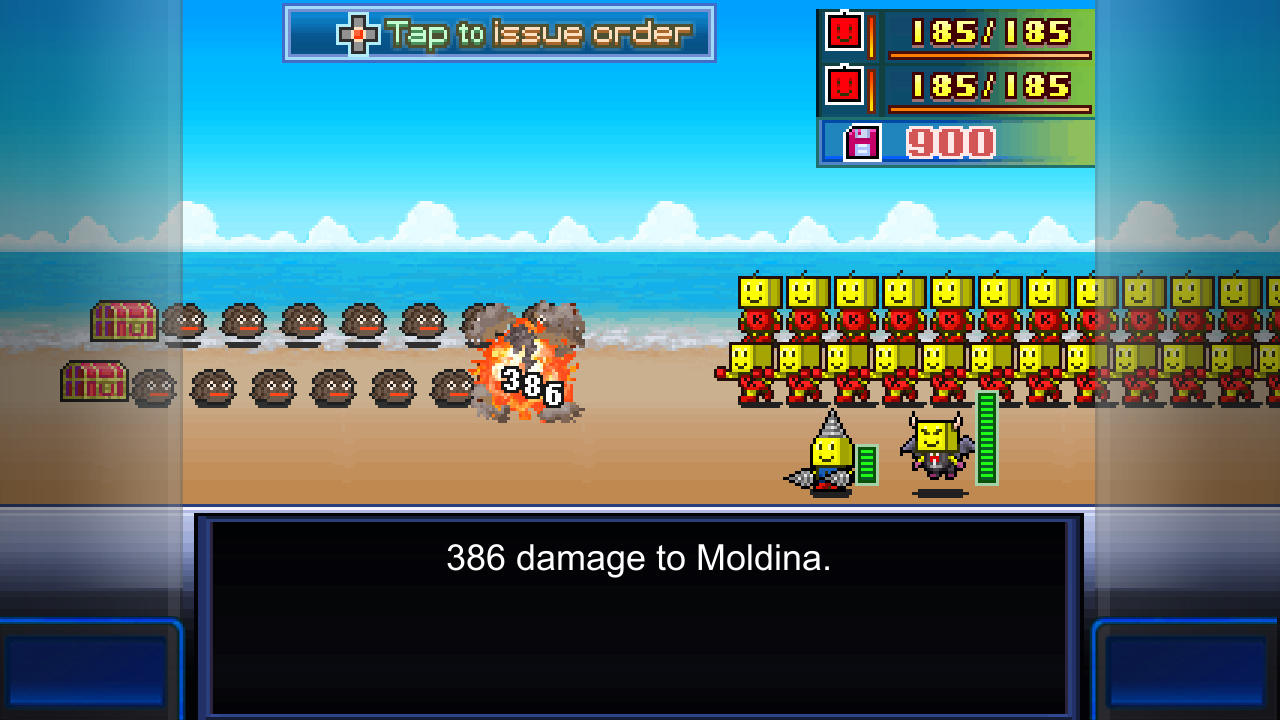 Tap to issue order
185/185
185/185
900
386
386 damage to Moldina.